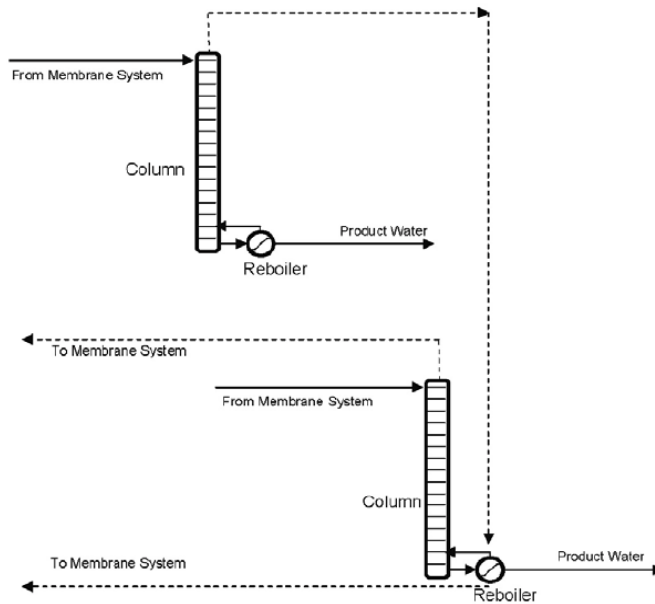 From Membrane System
Column
Product Water
Reboiler
To Membrane System
From Membrane System
Column
To Membrane System
Product Water
Reboiler